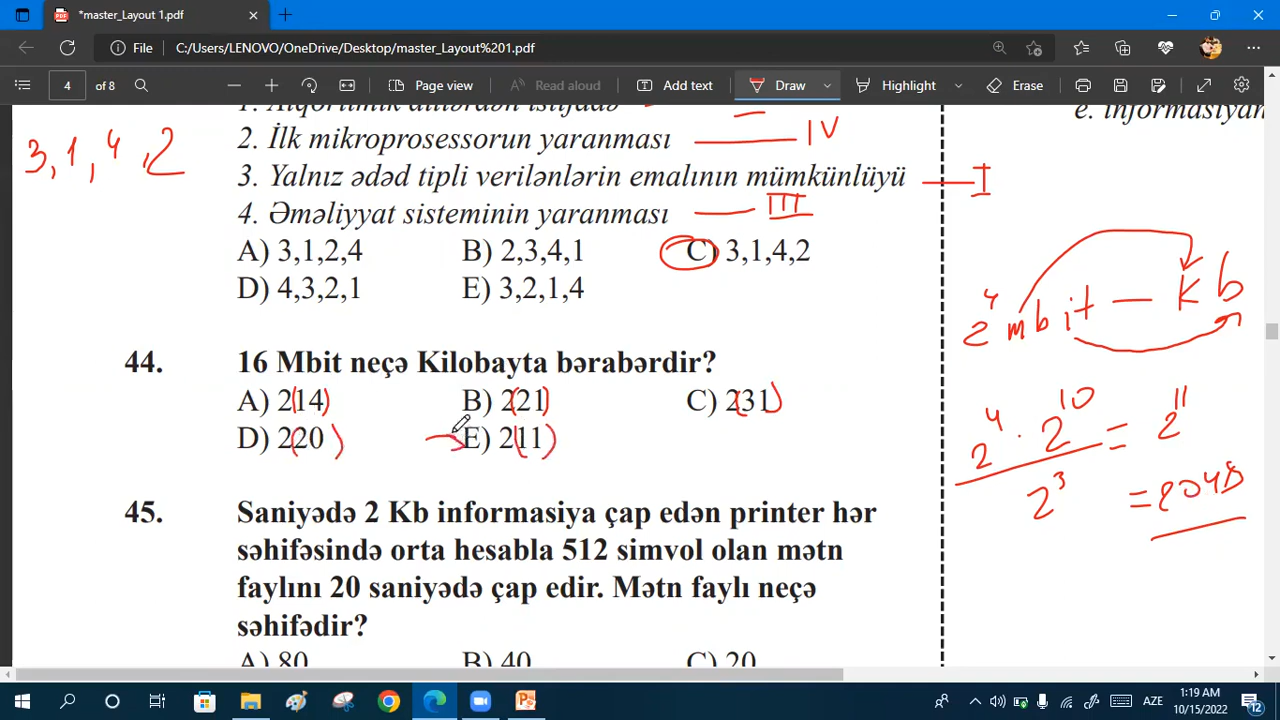 *master_Layout 1.pdf
File C:/Users/LENOVO/OneDrive/Desktop/master_Layout%201.pdf
4 of 8 Page view Read aloud Add text Draw Highlight Erase
1. Alqoritmik dillərdən istifadə
e. informasiyan
3, 1, 4, 2
2. İlk mikroprosessorun yaranması IV
3. Yalnız ədəd tipli verilənlərin emalının mümkünlüyü I
4. Əməliyyat sisteminin yaranması III
A) 3,1,2,4 B) 2,3,4,1 C) 3,1,4,2
D) 4,3,2,1 E) 3,2,1,4
2⁴ mbit — Kb
44. 16 Mbit neçə Kilobayta bərabərdir?
A) 2(14) B) 2(21) C) 2(31)
D) 2(20) E) 2(11)
2⁴ · 2¹⁰ = 2¹¹
2³ = 2048
45. Saniyədə 2 Kb informasiya çap edən printer hər
səhifəsində orta hesabla 512 simvol olan mətn
faylını 20 saniyədə çap edir. Mətn faylı neçə
səhifədir?
A) 80 B) 40 C) 20
AZE 1:19 AM
10/15/2022 12